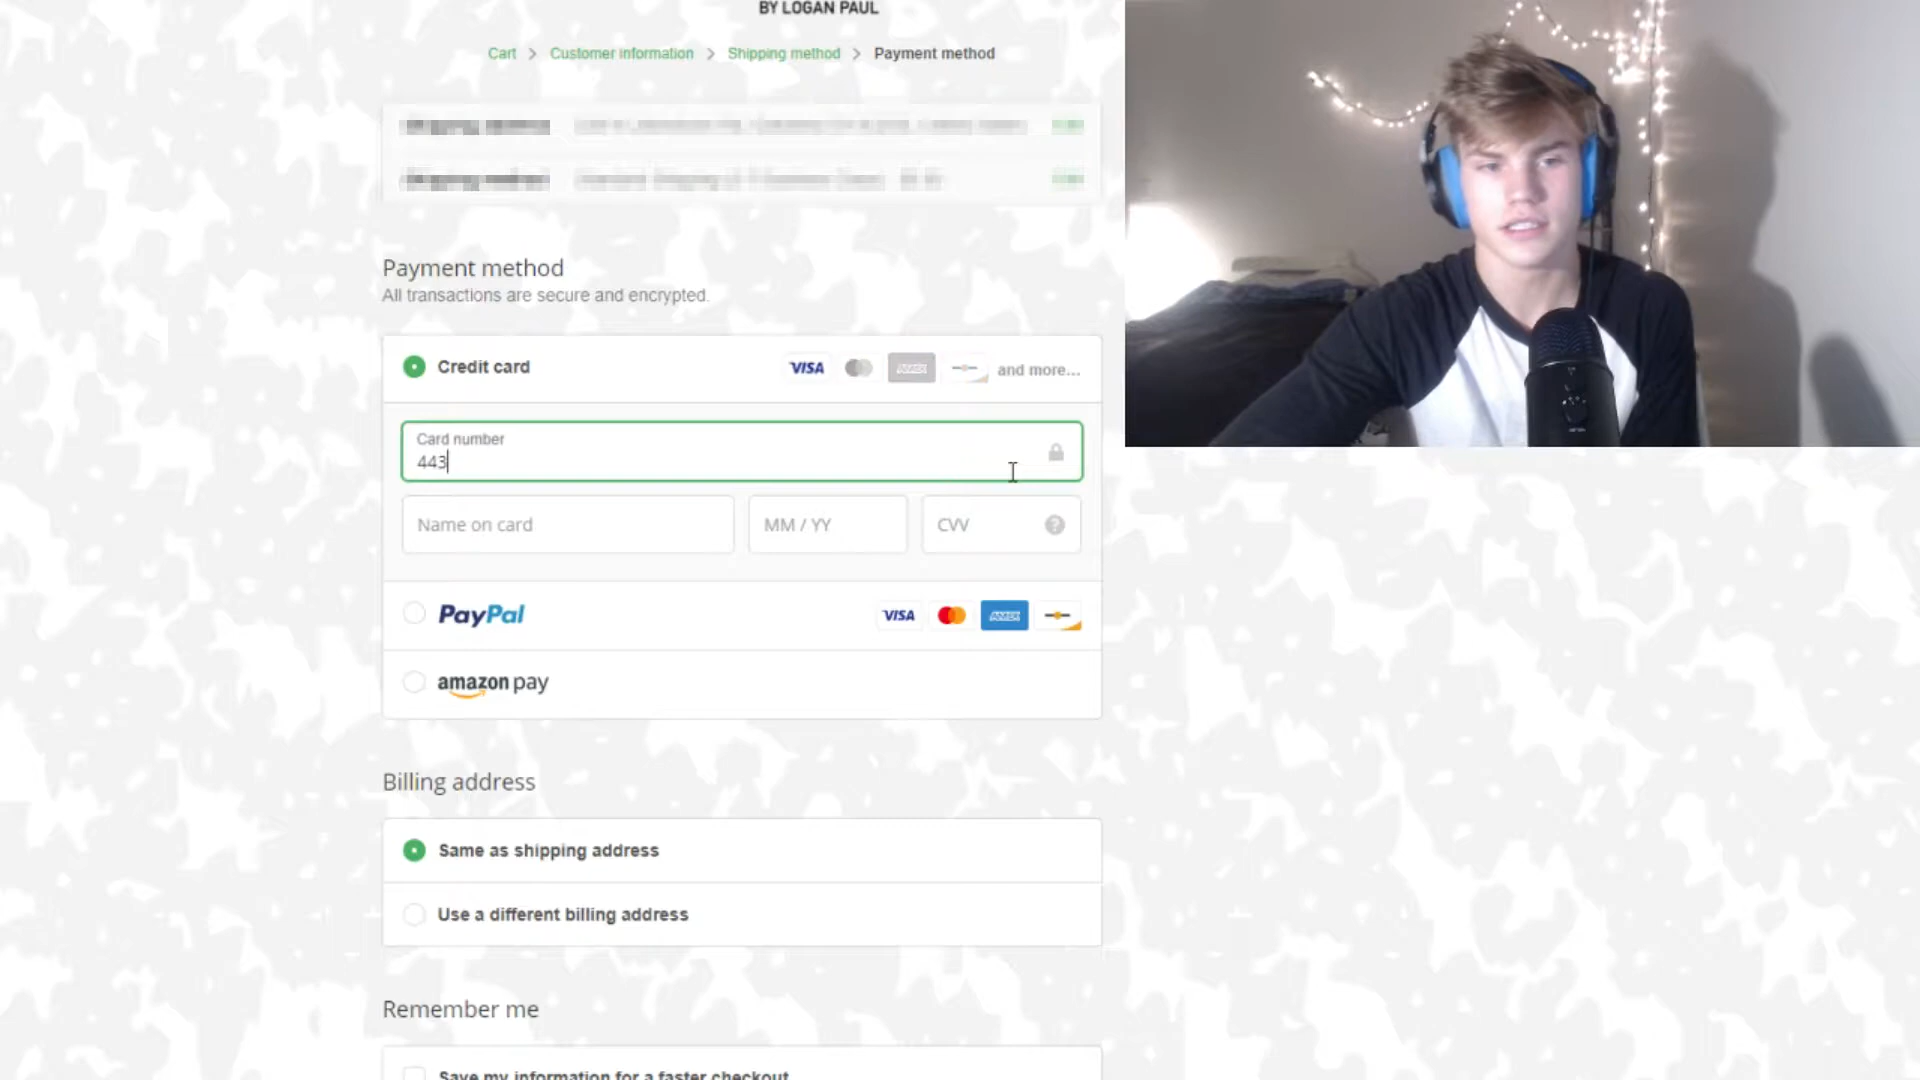 BY LOGAN PAUL
Cart > Customer information > Shipping method > Payment method
Payment method
All transactions are secure and encrypted.
Credit card
VISA
and more...
Card number
443
Name on card
MM / YY
CVV
?
PayPal
VISA
amazon pay
Billing address
Same as shipping address
Use a different billing address
Remember me
Save my information for a faster checkout